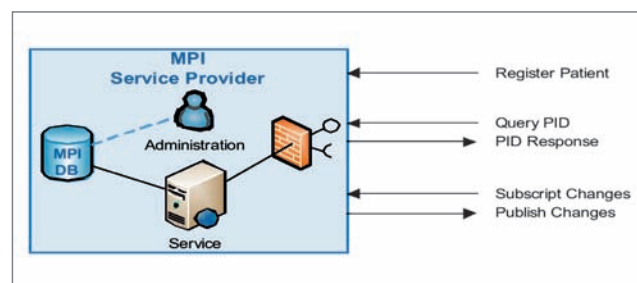 MPI
Service Provider
Administration
MPI
DB
Service
Register Patient
Query PID
PID Response
Subscript Changes
Publish Changes